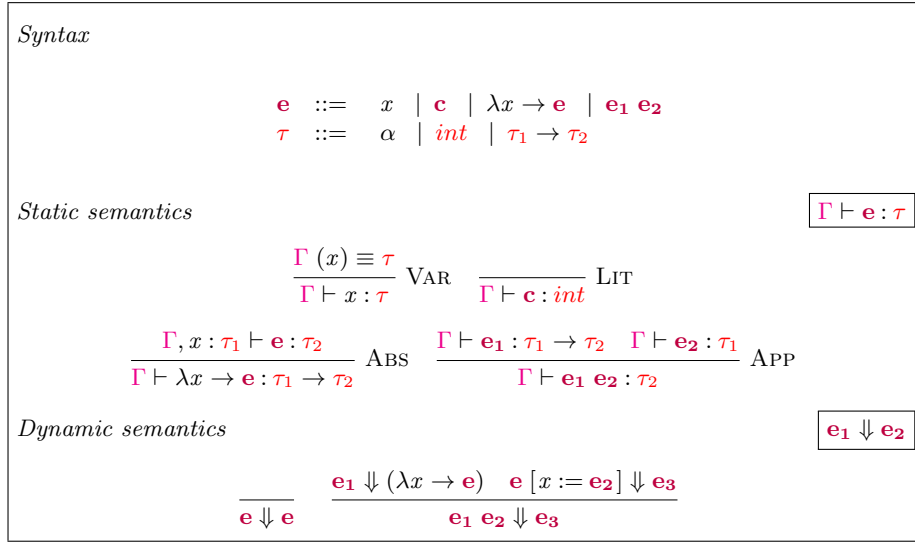 Syntax
e ::= x | c | λx → e | e₁ e₂
τ ::= α | int | τ₁ → τ₂
Static semantics Γ ⊢ e : τ
Γ (x) ≡ τ
Γ ⊢ x : τ VAR Γ ⊢ c : int LIT
Γ, x : τ₁ ⊢ e : τ₂ Γ ⊢ e₁ : τ₁ → τ₂ Γ ⊢ e₂ : τ₁
Γ ⊢ λx → e : τ₁ → τ₂ ABS Γ ⊢ e₁ e₂ : τ₂ APP
Dynamic semantics e₁ ⇓ e₂
e₁ ⇓ (λx → e) e [x := e₂] ⇓ e₃
e ⇓ e e₁ e₂ ⇓ e₃